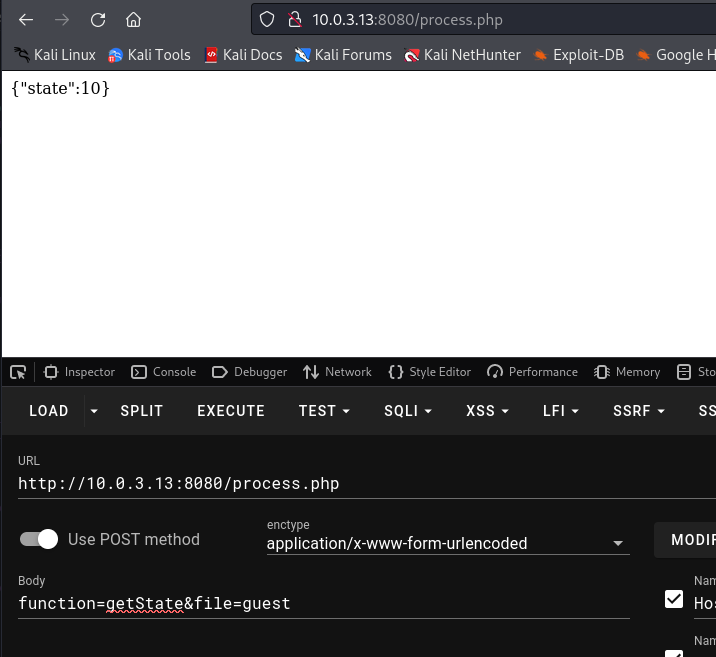 10.0.3.13:8080/process.php
Kali Linux Kali Tools Kali Docs Kali Forums Kali NetHunter Exploit-DB Google H
{"state":10}
Inspector Console Debugger Network Style Editor Performance Memory Sto
LOAD SPLIT EXECUTE TEST SQLI XSS LFI SSRF SS
URL
http://10.0.3.13:8080/process.php
Use POST method
enctype
application/x-www-form-urlencoded
MODIF
Body
function=getState&file=guest
Nam
Hos
Nam